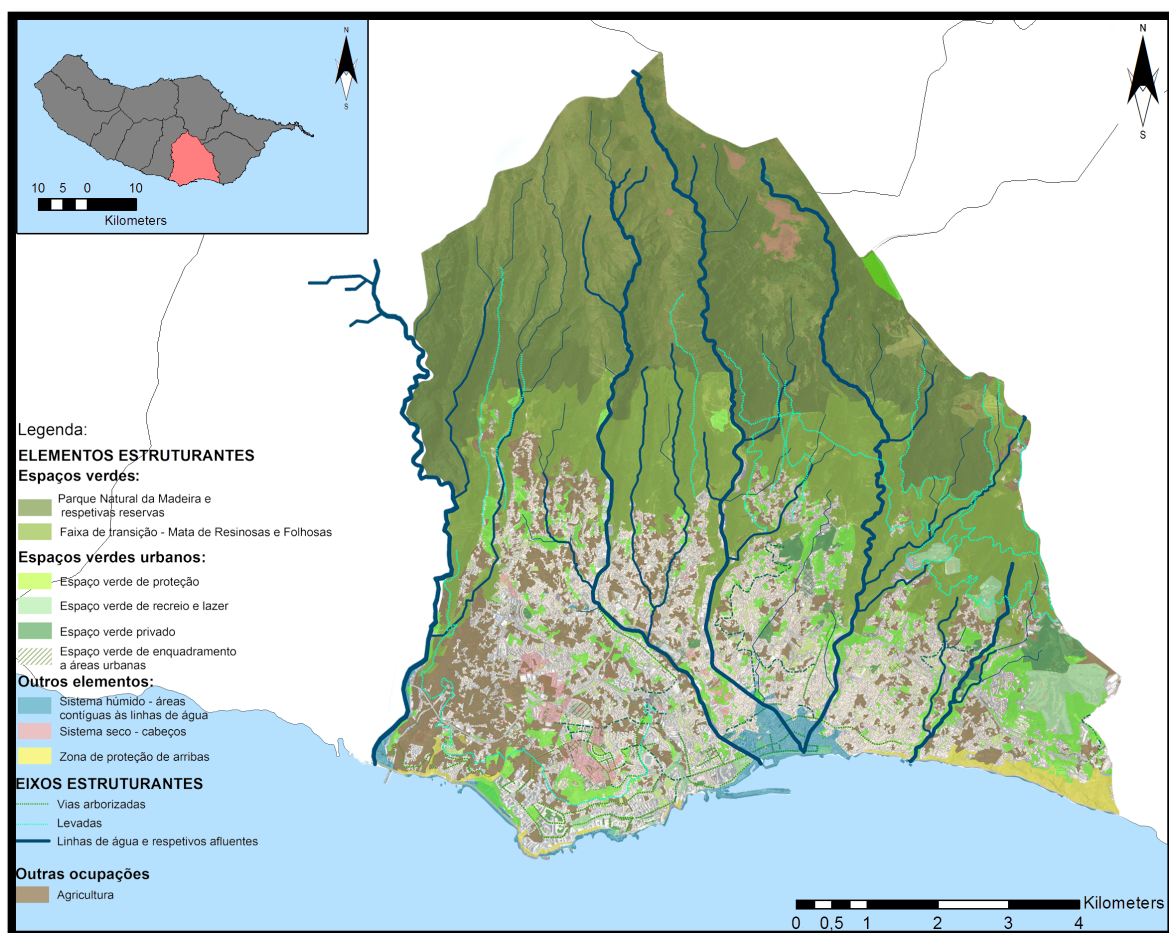 N
S
10 5 0 10
Kilometers
N
S
Legenda:
ELEMENTOS ESTRUTURANTES
Espaços verdes:
Parque Natural da Madeira e
respetivas reservas
Faixa de transição - Mata de Resinosas e Folhosas
Espaços verdes urbanos:
Espaço verde de proteção
Espaço verde de recreio e lazer
Espaço verde privado
Espaço verde de enquadramento
a áreas urbanas
Outros elementos:
Sistema húmido - áreas
contíguas às linhas de água
Sistema seco - cabeços
Zona de proteção de arribas
EIXOS ESTRUTURANTES
Vias arborizadas
Levadas
Linhas de água e respetivos afluentes
Outras ocupações
Agricultura
Kilometers
0 0,5 1 2 3 4